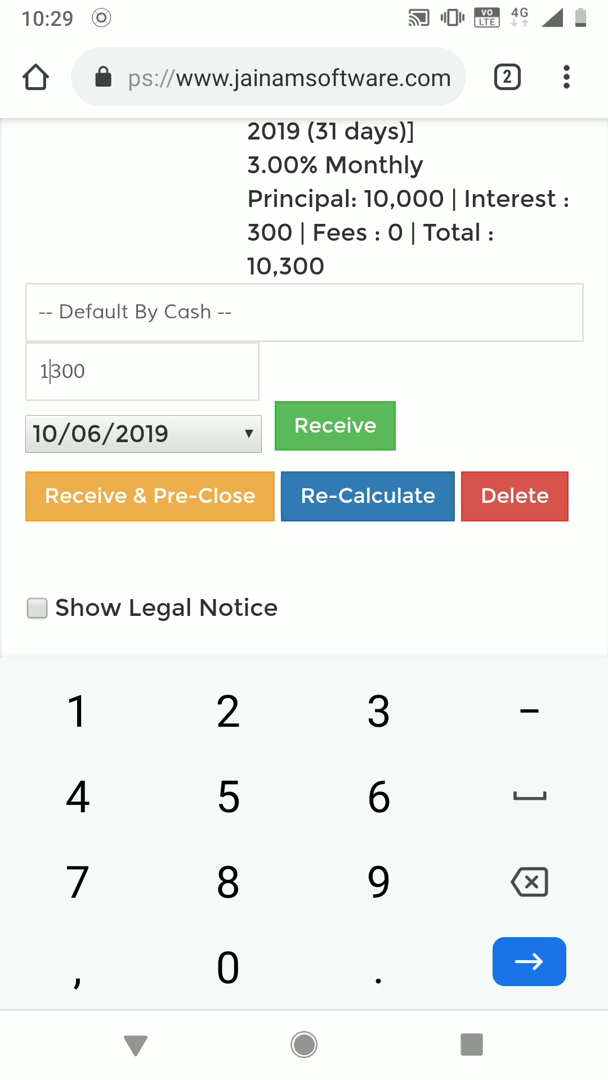 10:29 VO LTE 4G
ps://www.jainamsoftware.com 2
2019 (31 days)]
3.00% Monthly
Principal: 10,000 | Interest :
300 | Fees : 0 | Total :
10,300
-- Default By Cash --
1300
10/06/2019 Receive
Receive & Pre-Close Re-Calculate Delete
Show Legal Notice
1 2 3 -
4 5 6
7 8 9
, 0 .